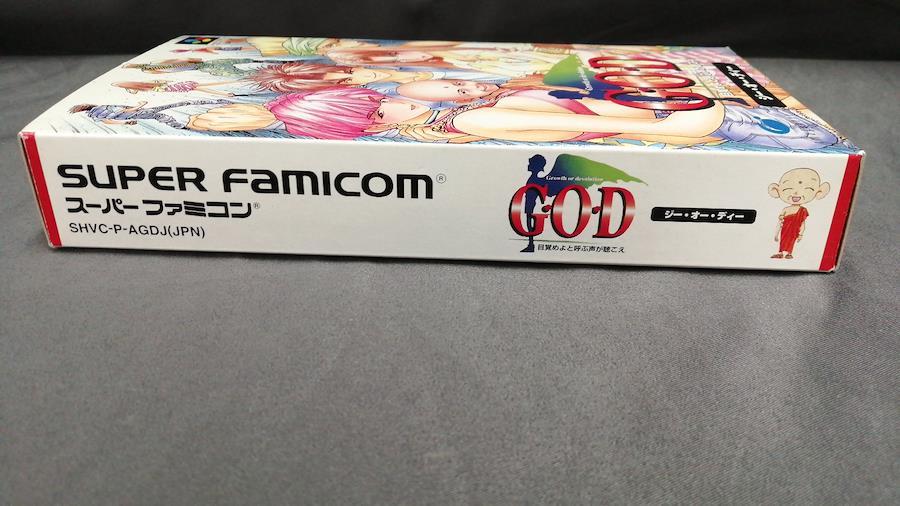 G·O·D
SUPER FAMICOM®
スーパーファミコン®
SHVC-P-AGDJ(JPN)
Growth or devolution
G·O·D
目覚めよと呼ぶ声が聴こえ
ジー・オー・ディー